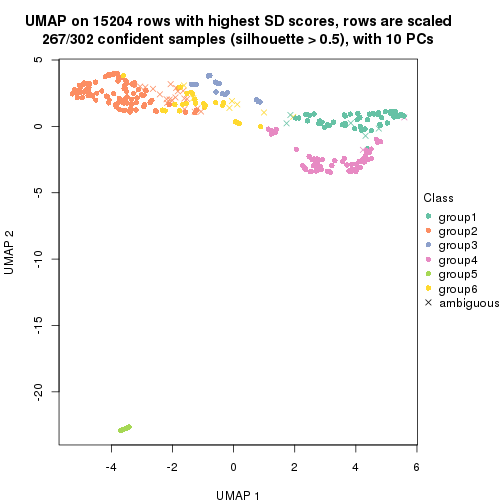 UMAP on 15204 rows with highest SD scores, rows are scaled
267/302 confident samples (silhouette > 0.5), with 10 PCs
5
0
-5
-10
-15
-20
UMAP 2
-4
-2
0
2
4
6
UMAP 1
Class
group1
group2
group3
group4
group5
group6
ambiguous